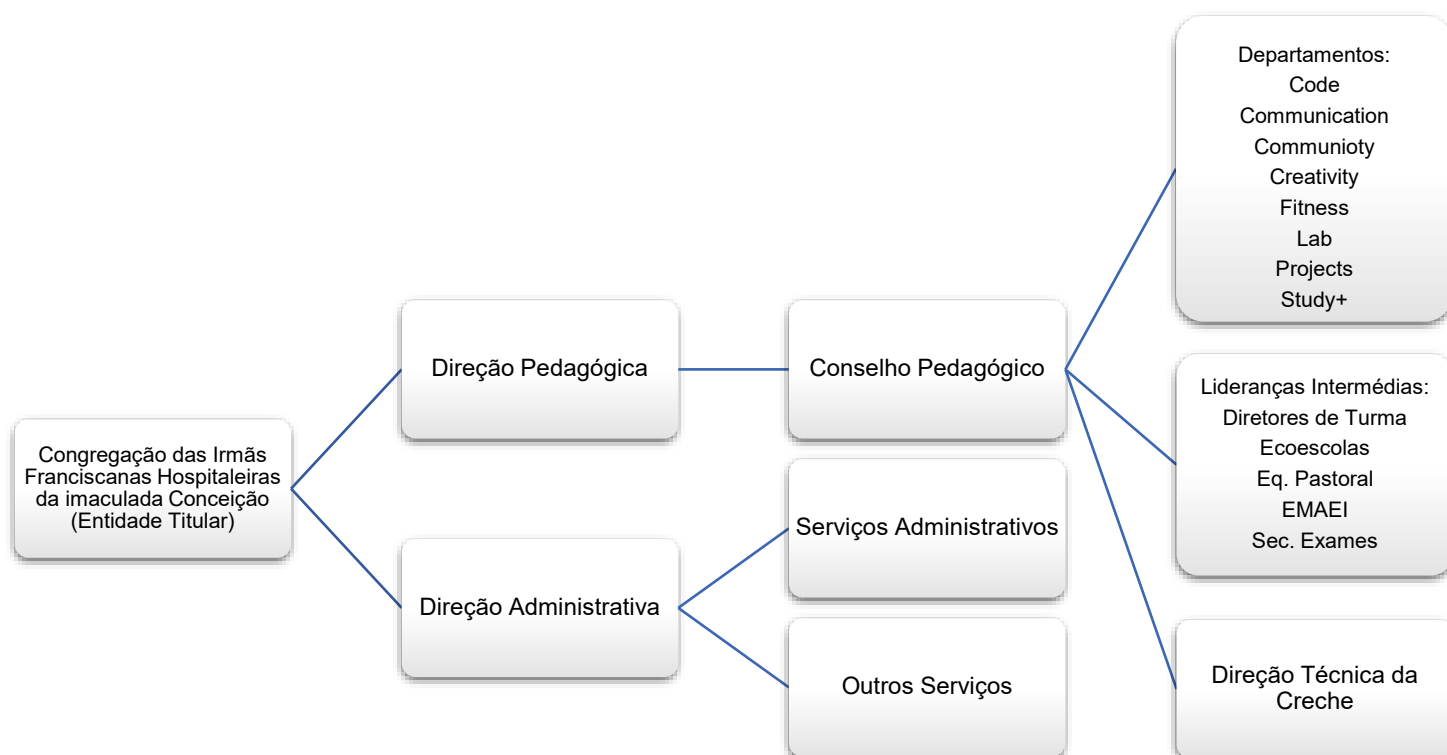 Congregação das Irmãs
Franciscanas Hospitaleiras
da imaculada Conceição
(Entidade Titular)
Direção Pedagógica
Direção Administrativa
Conselho Pedagógico
Serviços Administrativos
Outros Serviços
Departamentos:
Code
Communication
Communioty
Creativity
Fitness
Lab
Projects
Study+
Lideranças Intermédias:
Diretores de Turma
Ecoescolas
Eq. Pastoral
EMAEI
Sec. Exames
Direção Técnica da
Creche